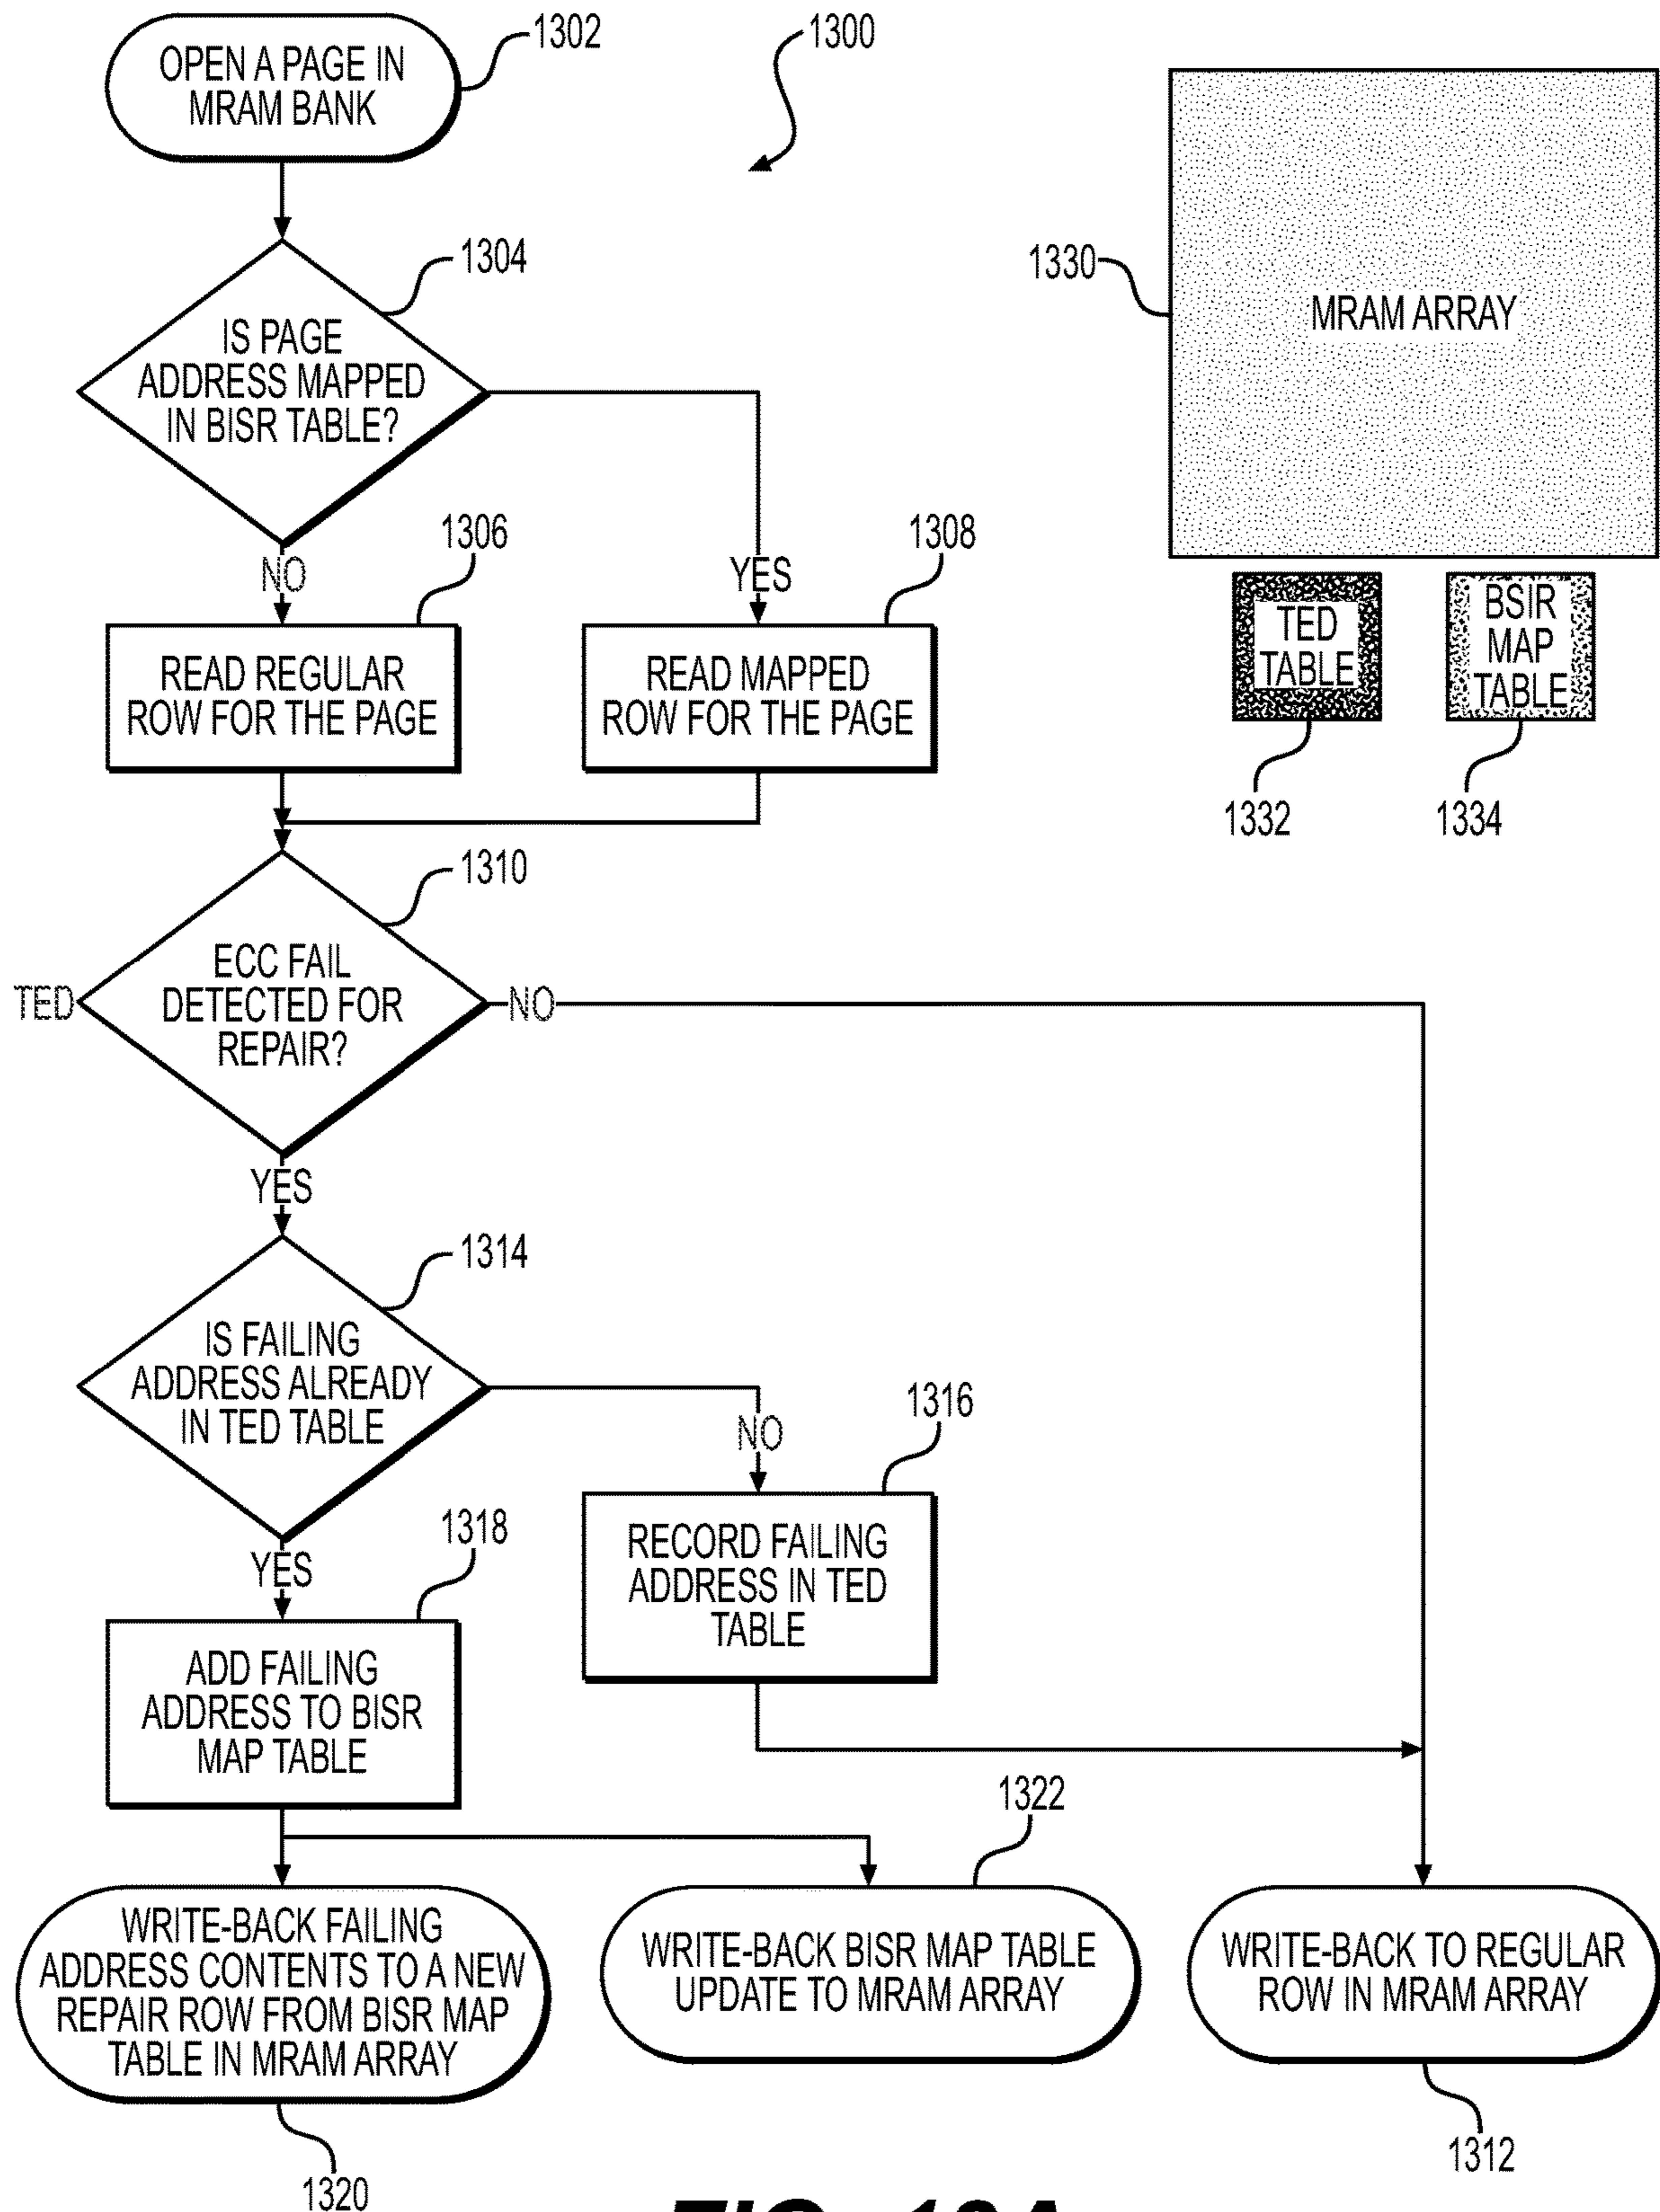 1302
OPEN A PAGE IN
MRAM BANK
1300
1304
IS PAGE
ADDRESS MAPPED
IN BISR TABLE?
1330
MRAM ARRAY
NO
YES
1306
1308
READ REGULAR
ROW FOR THE PAGE
READ MAPPED
ROW FOR THE PAGE
TED
TABLE
BSIR
MAP
TABLE
1332
1334
1310
TED
ECC FAIL
DETECTED FOR
REPAIR?
NO
YES
1314
IS FAILING
ADDRESS ALREADY
IN TED TABLE
NO
1316
YES
1318
RECORD FAILING
ADDRESS IN TED
TABLE
ADD FAILING
ADDRESS TO BISR
MAP TABLE
1322
WRITE-BACK FAILING
ADDRESS CONTENTS TO A NEW
REPAIR ROW FROM BISR MAP
TABLE IN MRAM ARRAY
WRITE-BACK BISR MAP TABLE
UPDATE TO MRAM ARRAY
WRITE-BACK TO REGULAR
ROW IN MRAM ARRAY
1320
1312